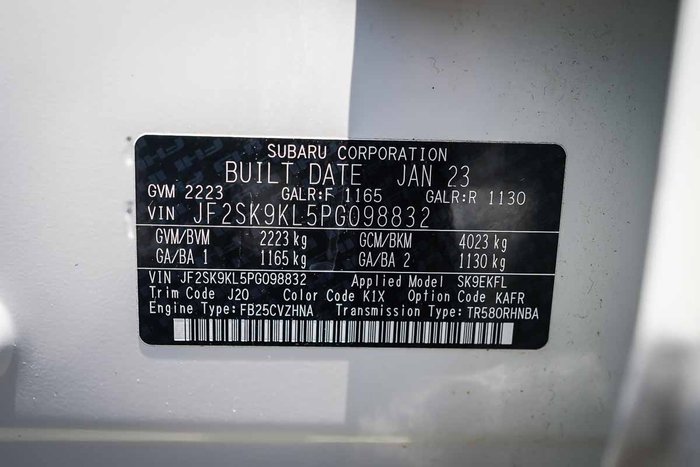 SUBARU CORPORATION
BUILT DATE JAN 23
GVM 2223 GALR:F 1165 GALR:R 1130
VIN JF2SK9KL5PG098832
GVM/BVM 2223 kg GCM/BKM 4023 kg
GA/BA 1 1165 kg GA/BA 2 1130 kg
VIN JF2SK9KL5PG098832 Applied Model SK9EKFL
Trim Code J20 Color Code K1X Option Code KAFR
Engine Type:FB25CVZHNA Transmission Type:TR580RHNBA